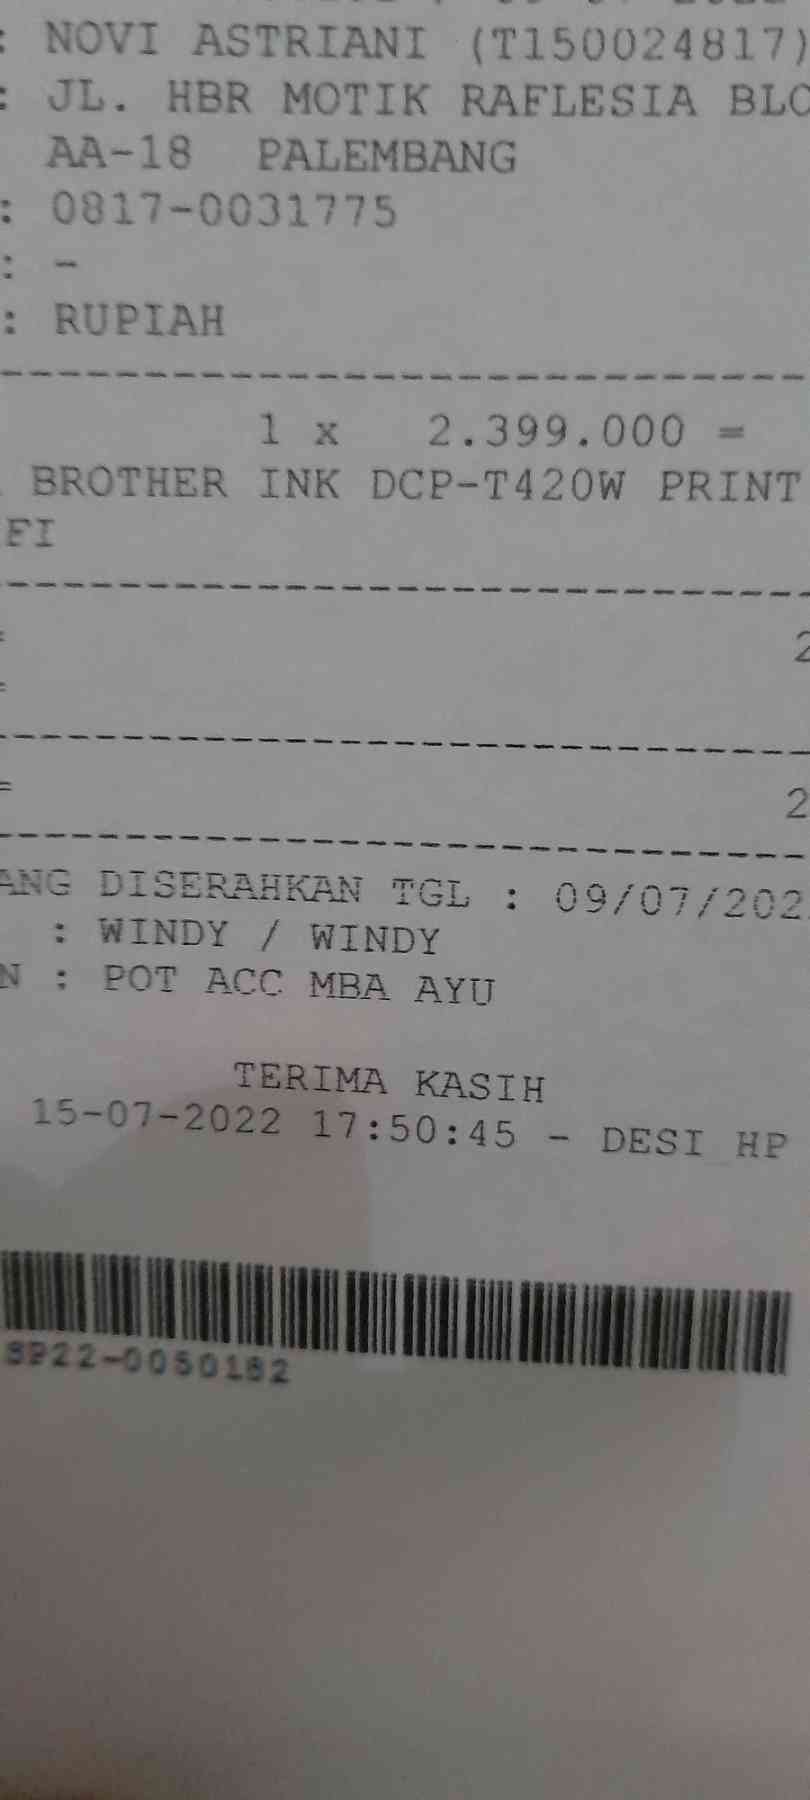 : NOVI ASTRIANI (T150024817)
: JL. HBR MOTIK RAFLESIA BLO
AA-18 PALEMBANG
: 0817-0031775
: -
: RUPIAH
1 x 2.399.000 =
BROTHER INK DCP-T420W PRINT
FI
= 2
=
= 2
ANG DISERAHKAN TGL : 09/07/202
: WINDY / WINDY
N : POT ACC MBA AYU
TERIMA KASIH
15-07-2022 17:50:45 - DESI HP